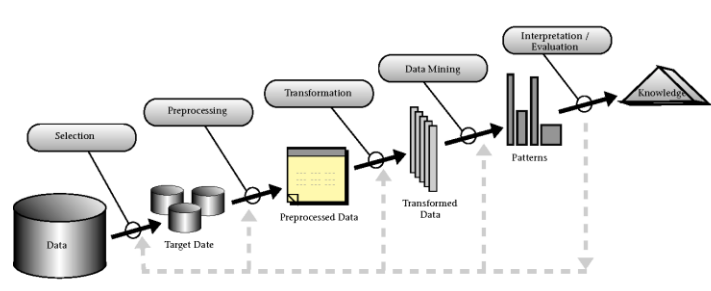 Interpretation /
Evaluation
Data Mining
Knowledge
Transformation
Preprocessing
Selection
Patterns
Transformed
Data
Preprocessed Data
Target Date
Data